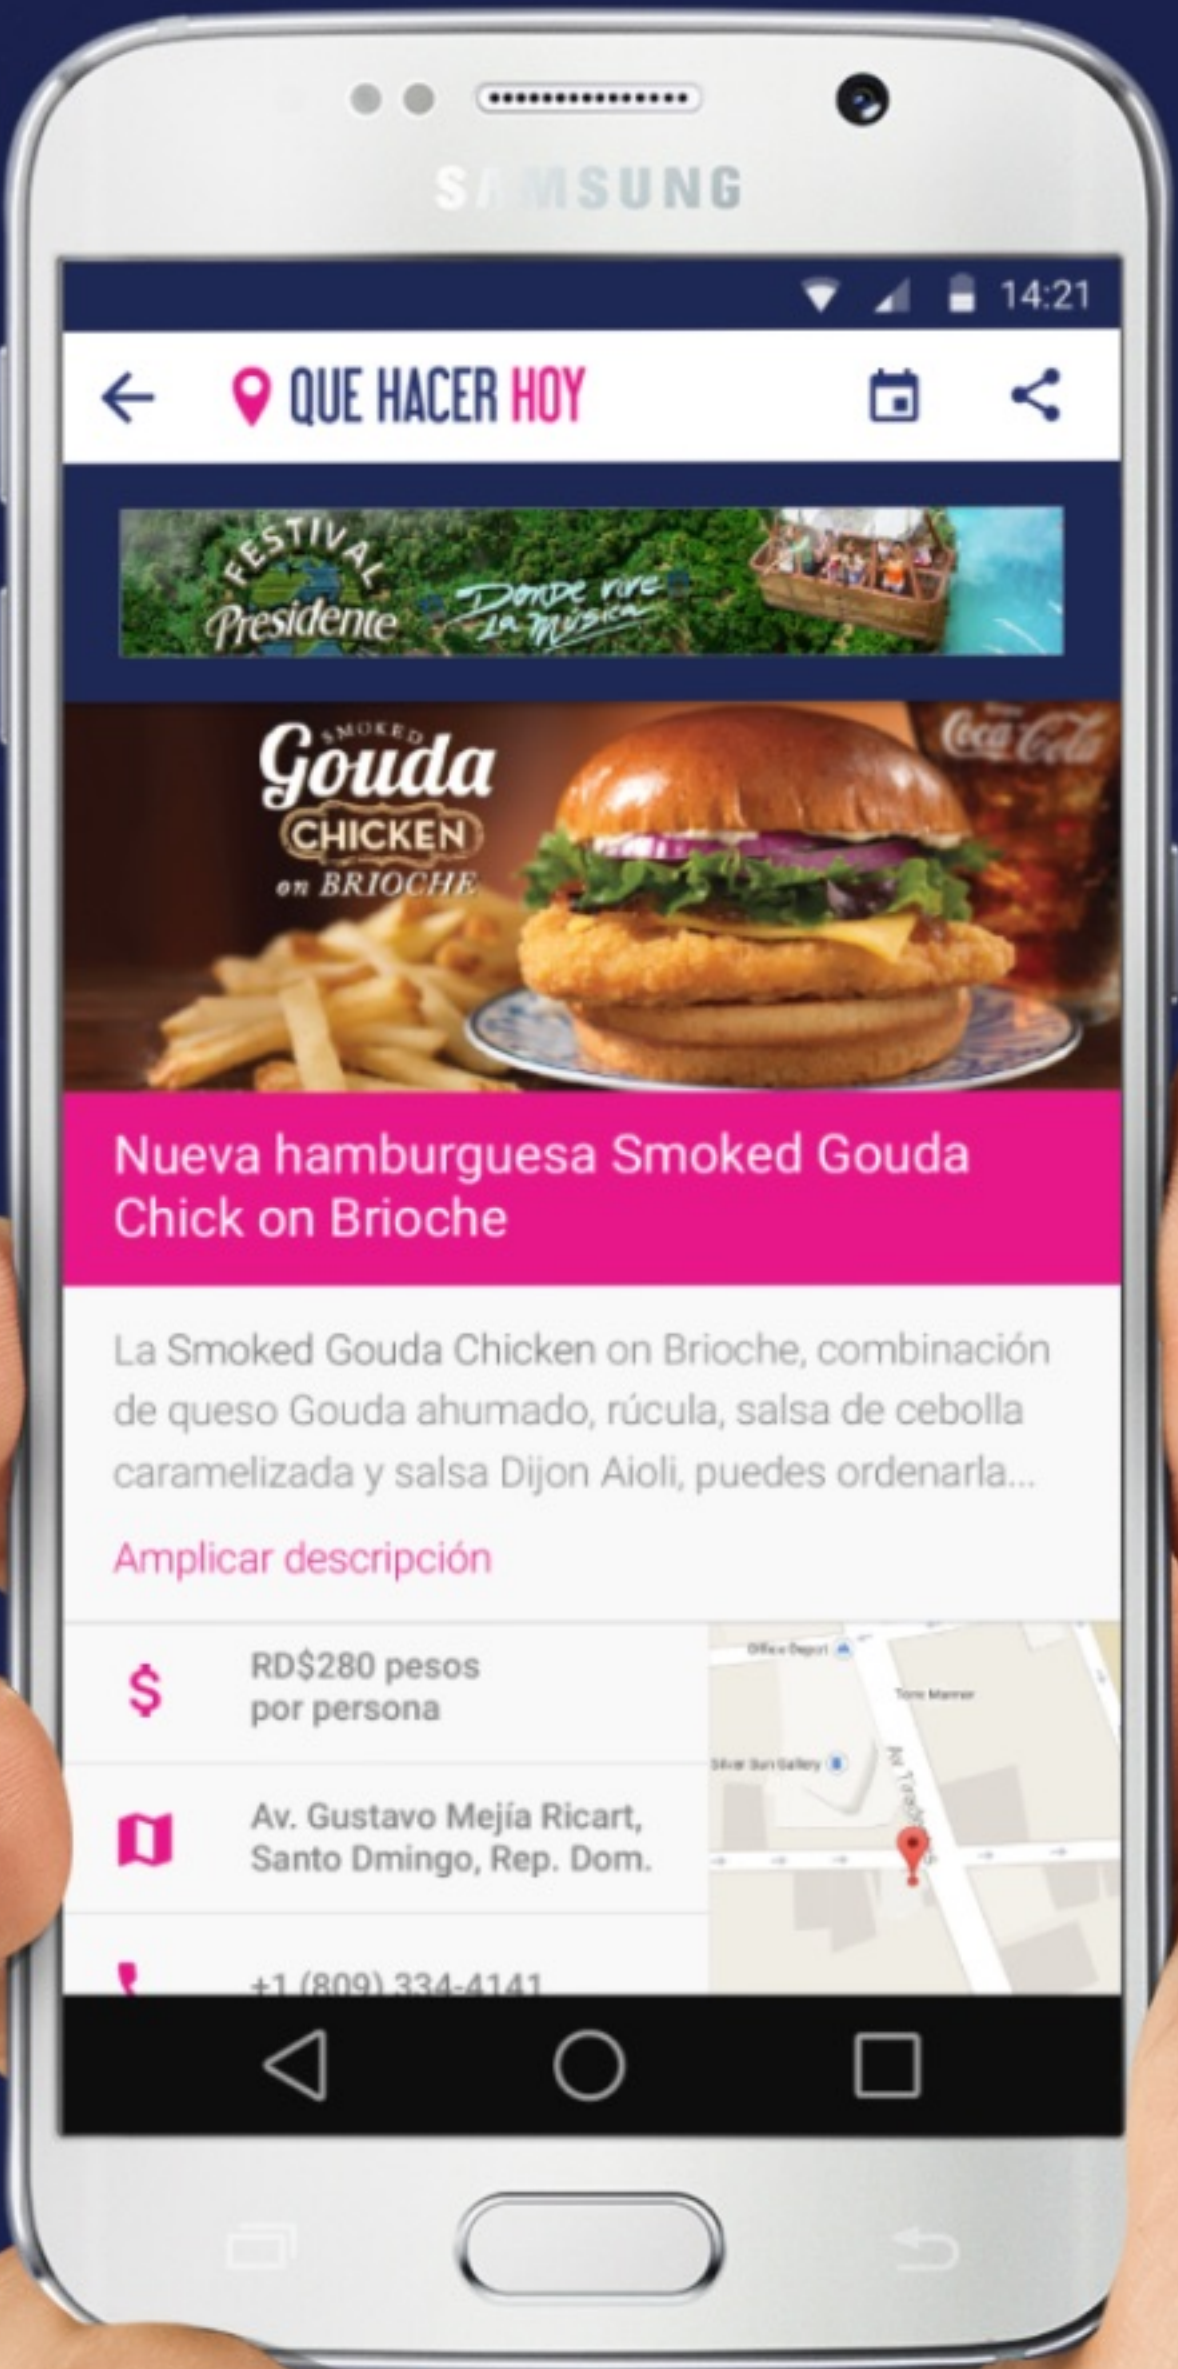 SAMSUNG
14:21
QUE HACER HOY
FESTIVAL
Presidente
Donde vive
La Música
SMOKED
Gouda
CHICKEN
on BRIOCHE
Coca-Cola
Nueva hamburguesa Smoked Gouda
Chick on Brioche
La Smoked Gouda Chicken on Brioche, combinación
de queso Gouda ahumado, rúcula, salsa de cebolla
caramelizada y salsa Dijon Aioli, puedes ordenarla...
Amplicar descripción
$
RD$280 pesos
por persona
Av. Gustavo Mejía Ricart,
Santo Dmingo, Rep. Dom.
+1 (809) 334-4141
Office Depot
Silver Sun Gallery